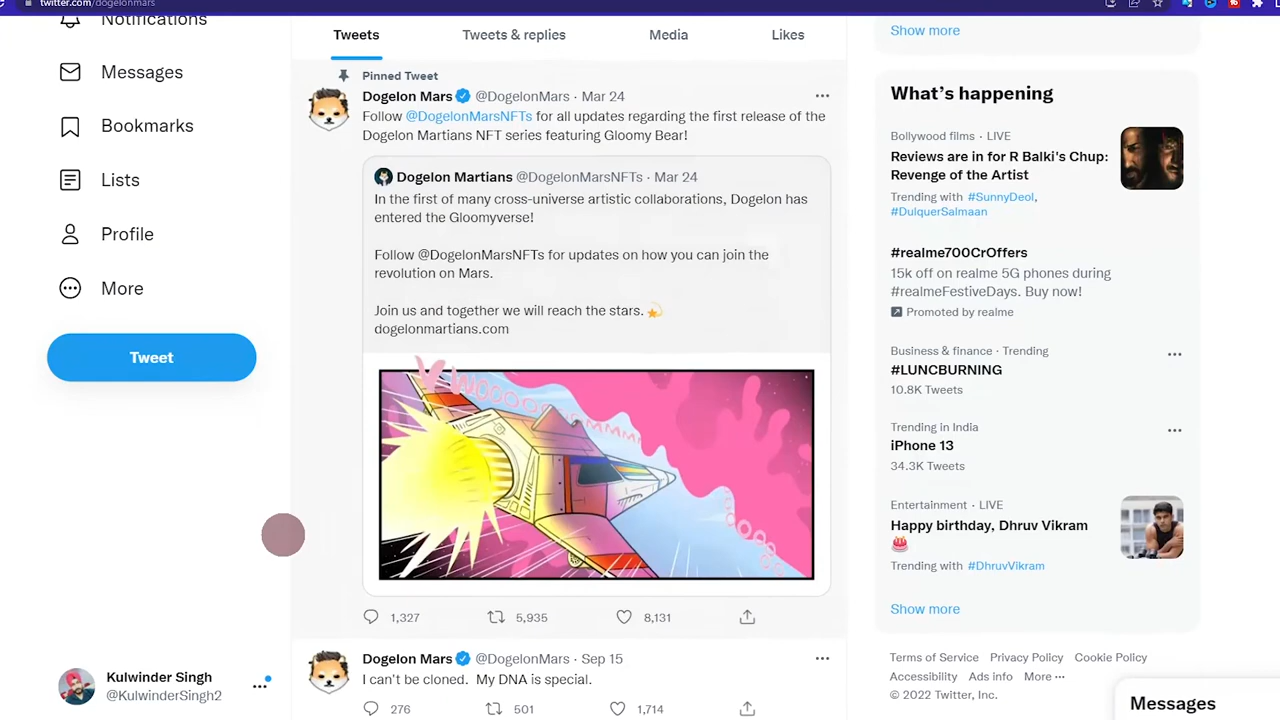 twitter.com/dogelonmars
Notifications
Messages
Bookmarks
Lists
Profile
More
Tweet
Kulwinder Singh
@KulwinderSingh2
Tweets
Tweets & replies
Media
Likes
Pinned Tweet
Dogelon Mars @DogelonMars · Mar 24
Follow @DogelonMarsNFTs for all updates regarding the first release of the
Dogelon Martians NFT series featuring Gloomy Bear!
Dogelon Martians @DogelonMarsNFTs · Mar 24
In the first of many cross-universe artistic collaborations, Dogelon has
entered the Gloomyverse!
Follow @DogelonMarsNFTs for updates on how you can join the
revolution on Mars.
Join us and together we will reach the stars. 💫
dogelonmartians.com
1,327
5,935
8,131
Dogelon Mars @DogelonMars · Sep 15
I can't be cloned. My DNA is special.
276
501
1,714
Show more
What's happening
Bollywood films · LIVE
Reviews are in for R Balki's Chup:
Revenge of the Artist
Trending with #SunnyDeol,
#DulquerSalmaan
#realme700CrOffers
15k off on realme 5G phones during
#realmeFestiveDays. Buy now!
Promoted by realme
Business & finance · Trending
#LUNCBURNING
10.8K Tweets
Trending in India
iPhone 13
34.3K Tweets
Entertainment · LIVE
Happy birthday, Dhruv Vikram
🎂
Trending with #DhruvVikram
Show more
Terms of Service Privacy Policy Cookie Policy
Accessibility Ads info More ···
© 2022 Twitter, Inc.
Messages